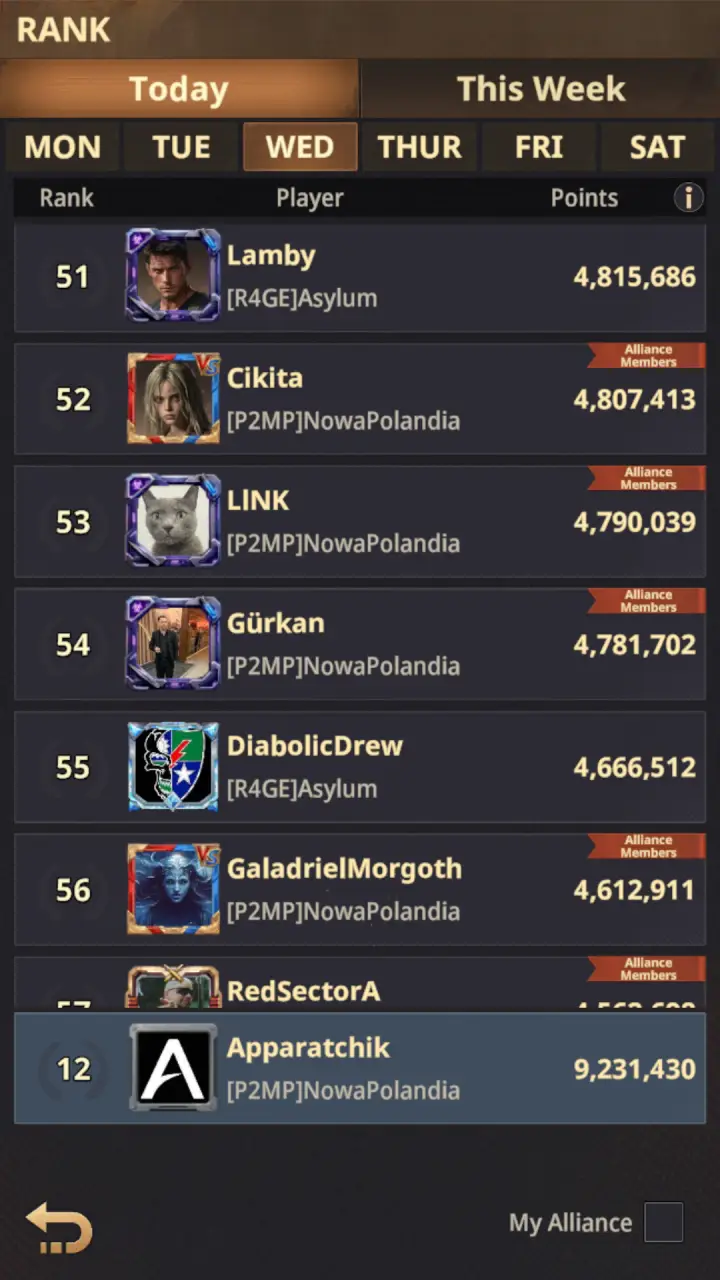 RANK
Today
This Week
MON TUE WED THUR FRI SAT
Rank Player Points
51
Lamby
[R4GE]Asylum
4,815,686
Alliance
Members
52
Cikita
[P2MP]NowaPolandia
4,807,413
Alliance
Members
53
LlNK
[P2MP]NowaPolandia
4,790,039
Alliance
Members
54
Gürkan
[P2MP]NowaPolandia
4,781,702
55
DiabolicDrew
[R4GE]Asylum
4,666,512
Alliance
Members
56
GaladrielMorgoth
[P2MP]NowaPolandia
4,612,911
Alliance
Members
RedSectorA
12
Apparatchik
[P2MP]NowaPolandia
9,231,430
My Alliance